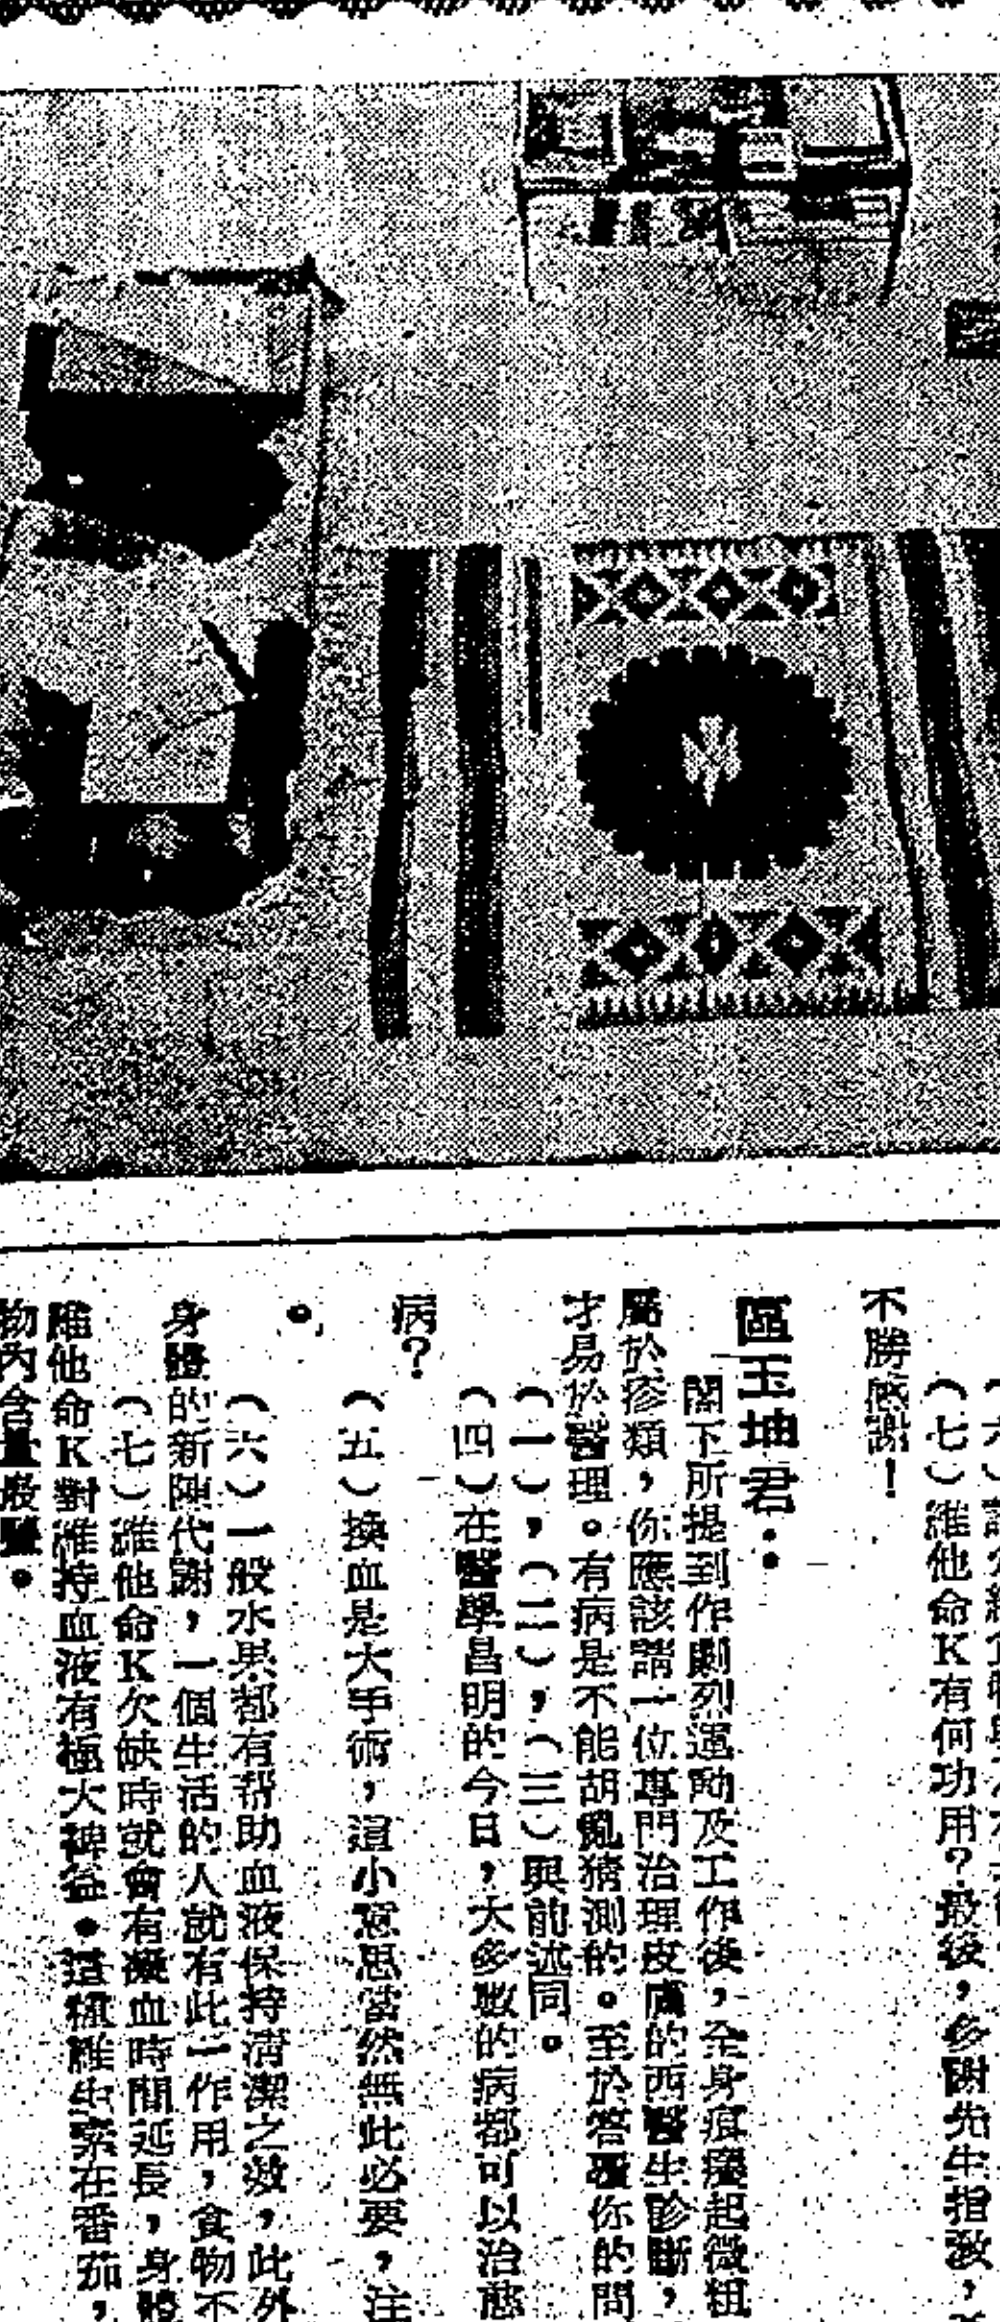 （七）維他命K有何功用？最後，多謝先生指教，
不勝感謝！
區玉坤君：
閣下所提到作劇烈運動及工作後，全身痕癢起微粗
屬於疹類，你應該請一位專門治理皮膚的西醫生診斷，
才易於醫理。有病是不能胡亂猜測的。至於答覆你的問
（一），（二），（三）與前述同。
（四）在醫學昌明的今日，大多數的病都可以治癒
病？
（五）換血是大手術，這小意思當然無此必要，注
。
（六）一般水果都有帮助血液保持清潔之效，此外
身體的新陳代謝，一個生活的人就有此一作用，食物不
（七）維他命K欠缺時就會有凝血時間延長，身體
維他命K對維持血液有極大裨益。這種維生素在番茄，
物內含量最豐。